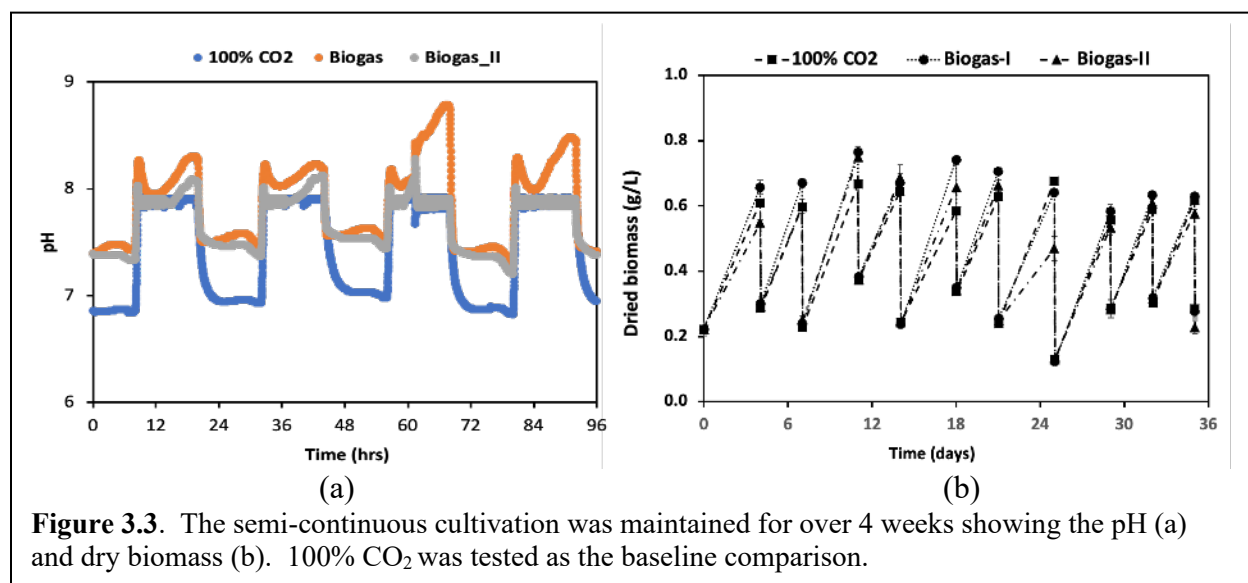 100% CO2 Biogas Biogas_II
9
8
7
6
pH
0 12 24 36 48 60 72 84 96
Time (hrs)
(a)
100% CO2 Biogas-I Biogas-II
1.0
0.8
0.6
0.4
0.2
0.0
Dried biomass (g/L)
0 6 12 18 24 30 36
Time (days)
(b)
Figure 3.3. The semi-continuous cultivation was maintained for over 4 weeks showing the pH (a)
and dry biomass (b). 100% CO₂ was tested as the baseline comparison.